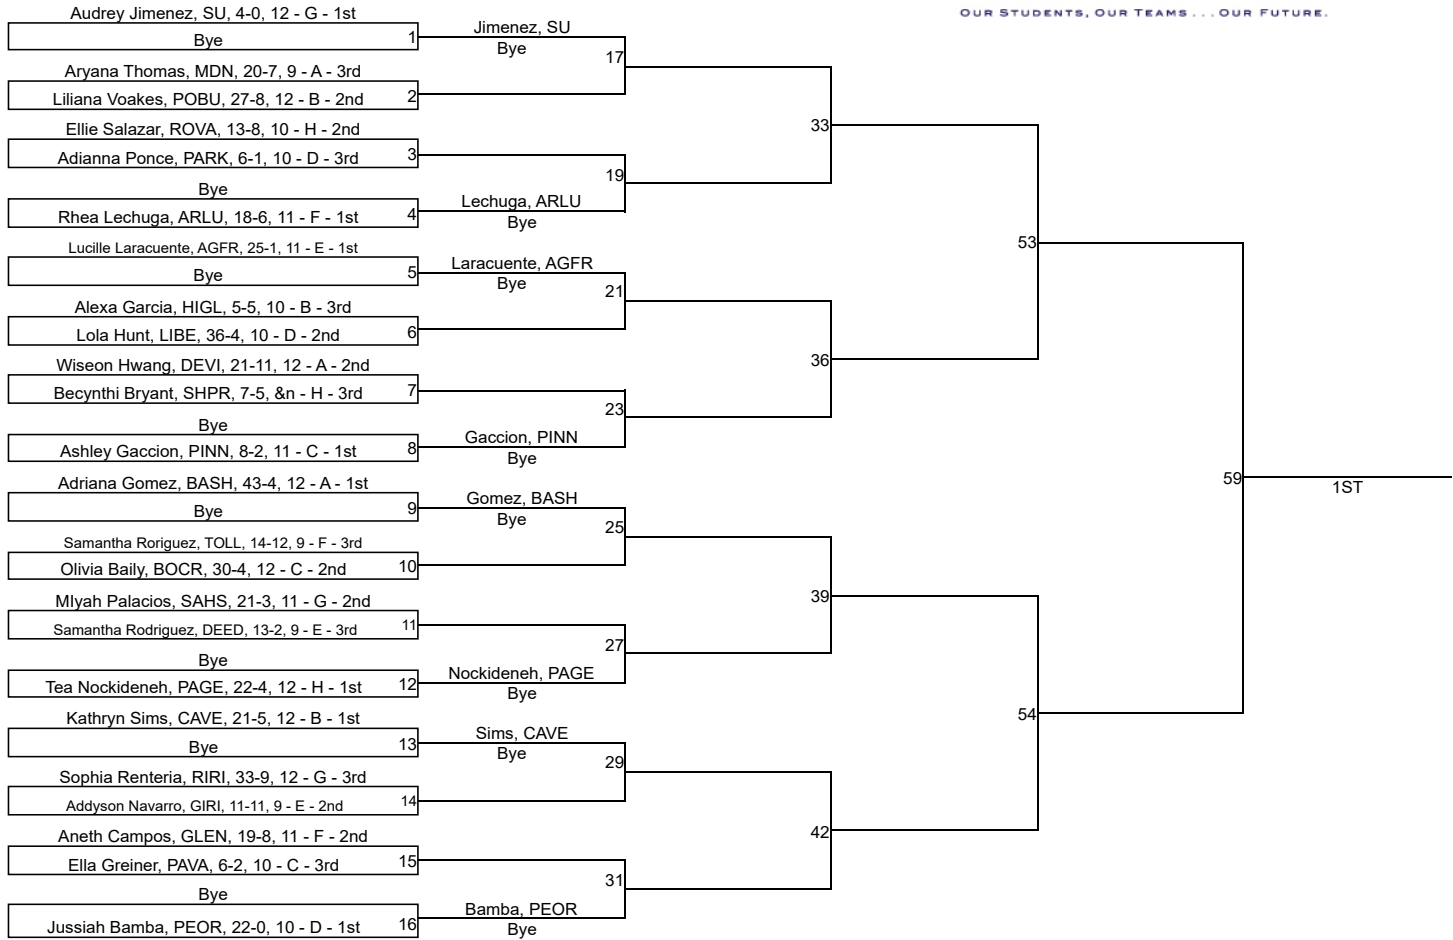 OUR STUDENTS, OUR TEAMS . . . OUR FUTURE.
Audrey Jimenez, SU, 4-0, 12 - G - 1st
Bye
1
Jimenez, SU
Bye
17
Aryana Thomas, MDN, 20-7, 9 - A - 3rd
Liliana Voakes, POBU, 27-8, 12 - B - 2nd
2
33
Ellie Salazar, ROVA, 13-8, 10 - H - 2nd
Adianna Ponce, PARK, 6-1, 10 - D - 3rd
3
19
Bye
Rhea Lechuga, ARLU, 18-6, 11 - F - 1st
4
Lechuga, ARLU
Bye
53
Lucille Laracuente, AGFR, 25-1, 11 - E - 1st
Bye
5
Laracuente, AGFR
Bye
21
Alexa Garcia, HIGL, 5-5, 10 - B - 3rd
Lola Hunt, LIBE, 36-4, 10 - D - 2nd
6
36
Wiseon Hwang, DEVI, 21-11, 12 - A - 2nd
Becynthi Bryant, SHPR, 7-5, &n - H - 3rd
7
23
Bye
Ashley Gaccion, PINN, 8-2, 11 - C - 1st
8
Gaccion, PINN
Bye
59
1ST
Adriana Gomez, BASH, 43-4, 12 - A - 1st
Bye
9
Gomez, BASH
Bye
25
Samantha Roriguez, TOLL, 14-12, 9 - F - 3rd
Olivia Baily, BOCR, 30-4, 12 - C - 2nd
10
39
MIyah Palacios, SAHS, 21-3, 11 - G - 2nd
Samantha Rodriguez, DEED, 13-2, 9 - E - 3rd
11
27
Bye
Tea Nockideneh, PAGE, 22-4, 12 - H - 1st
12
Nockideneh, PAGE
Bye
54
Kathryn Sims, CAVE, 21-5, 12 - B - 1st
Bye
13
Sims, CAVE
Bye
29
Sophia Renteria, RIRI, 33-9, 12 - G - 3rd
Addyson Navarro, GIRI, 11-11, 9 - E - 2nd
14
42
Aneth Campos, GLEN, 19-8, 11 - F - 2nd
Ella Greiner, PAVA, 6-2, 10 - C - 3rd
15
31
Bye
Jussiah Bamba, PEOR, 22-0, 10 - D - 1st
16
Bamba, PEOR
Bye